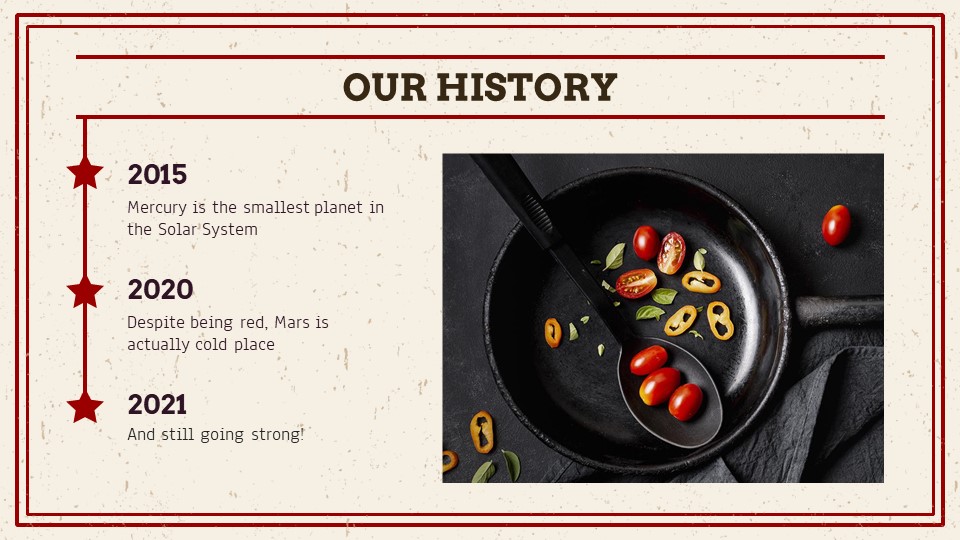 OUR HISTORY
2015
Mercury is the smallest planet in
the Solar System
2020
Despite being red, Mars is
actually cold place
2021
And still going strong!